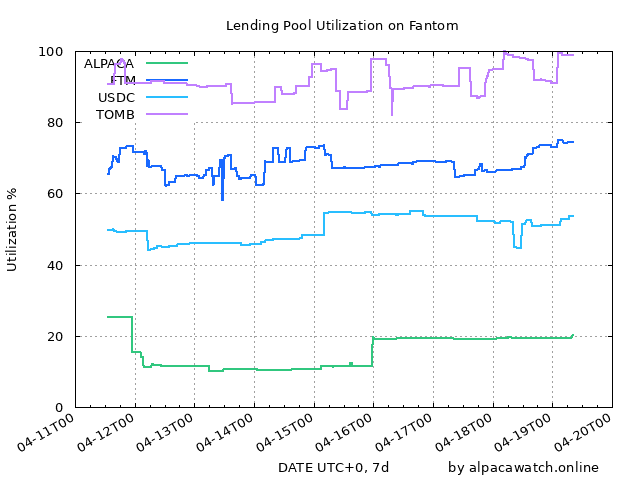 Lending Pool Utilization on Fantom
Utilization %
100
80
60
40
20
0
ALPACA
FTM
USDC
TOMB
04-11T00
04-12T00
04-13T00
04-14T00
04-15T00
04-16T00
04-17T00
04-18T00
04-19T00
04-20T00
DATE UTC+0, 7d
by alpacawatch.online